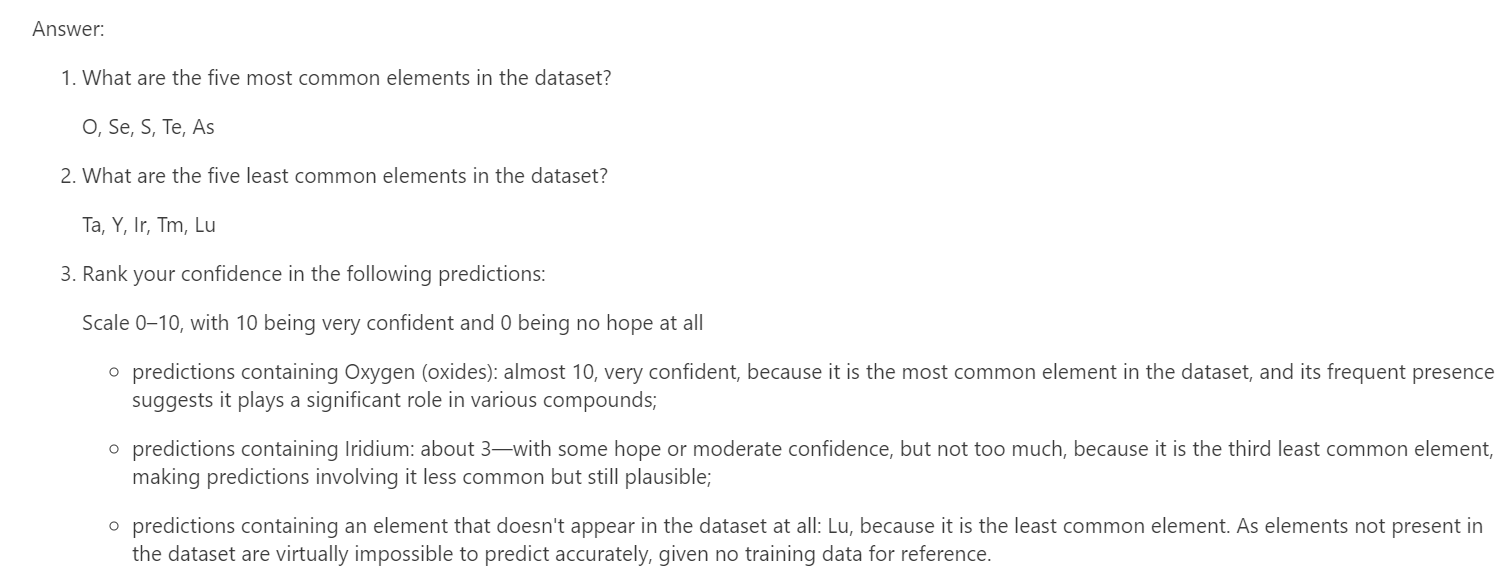 Answer:
1. What are the five most common elements in the dataset?
O, Se, S, Te, As
2. What are the five least common elements in the dataset?
Ta, Y, Ir, Tm, Lu
3. Rank your confidence in the following predictions:
Scale 0–10, with 10 being very confident and 0 being no hope at all
○ predictions containing Oxygen (oxides): almost 10, very confident, because it is the most common element in the dataset, and its frequent presence
suggests it plays a significant role in various compounds;
○ predictions containing Iridium: about 3—with some hope or moderate confidence, but not too much, because it is the third least common element,
making predictions involving it less common but still plausible;
○ predictions containing an element that doesn't appear in the dataset at all: Lu, because it is the least common element. As elements not present in
the dataset are virtually impossible to predict accurately, given no training data for reference.